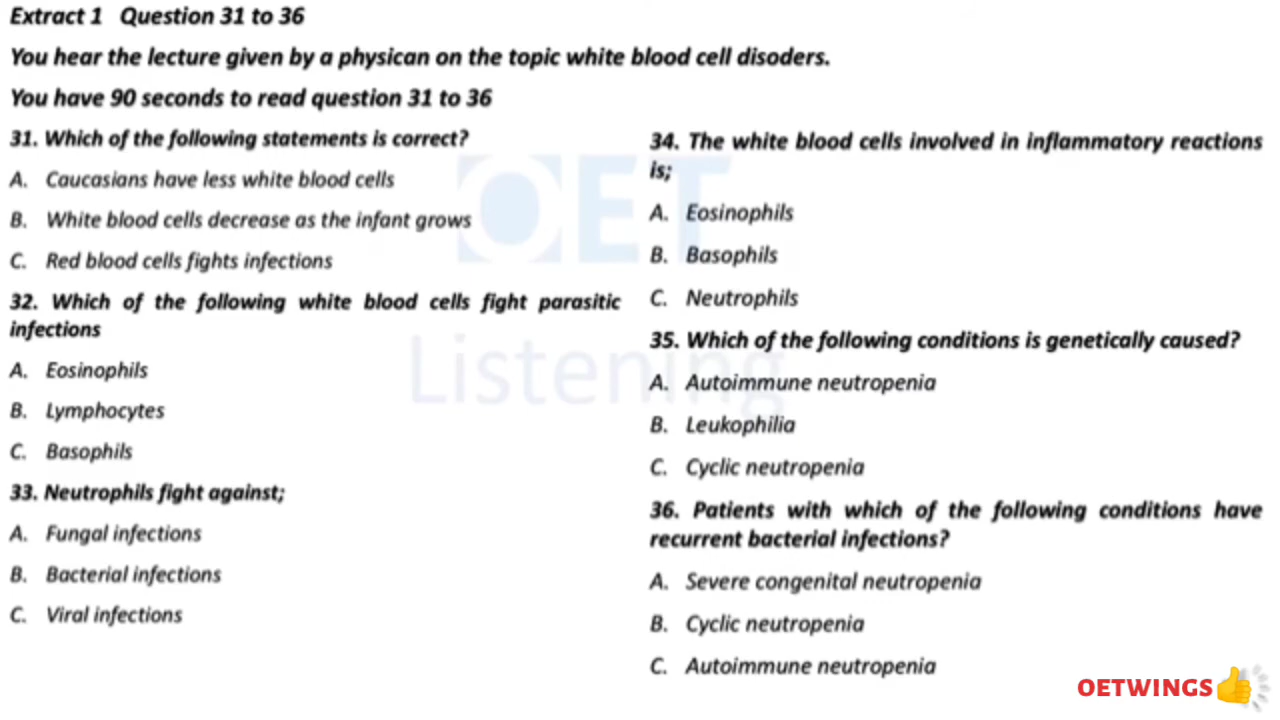 Extract 1 Question 31 to 36
You hear the lecture given by a physican on the topic white blood cell disoders.
You have 90 seconds to read question 31 to 36
31. Which of the following statements is correct?
A. Caucasians have less white blood cells
B. White blood cells decrease as the infant grows
C. Red blood cells fights infections
32. Which of the following white blood cells fight parasitic
infections
A. Eosinophils
B. Lymphocytes
C. Basophils
33. Neutrophils fight against;
A. Fungal infections
B. Bacterial infections
C. Viral infections
34. The white blood cells involved in inflammatory reactions
is;
A. Eosinophils
B. Basophils
C. Neutrophils
35. Which of the following conditions is genetically caused?
A. Autoimmune neutropenia
B. Leukophilia
C. Cyclic neutropenia
36. Patients with which of the following conditions have
recurrent bacterial infections?
A. Severe congenital neutropenia
B. Cyclic neutropenia
C. Autoimmune neutropenia
OET
Listening
OETWINGS